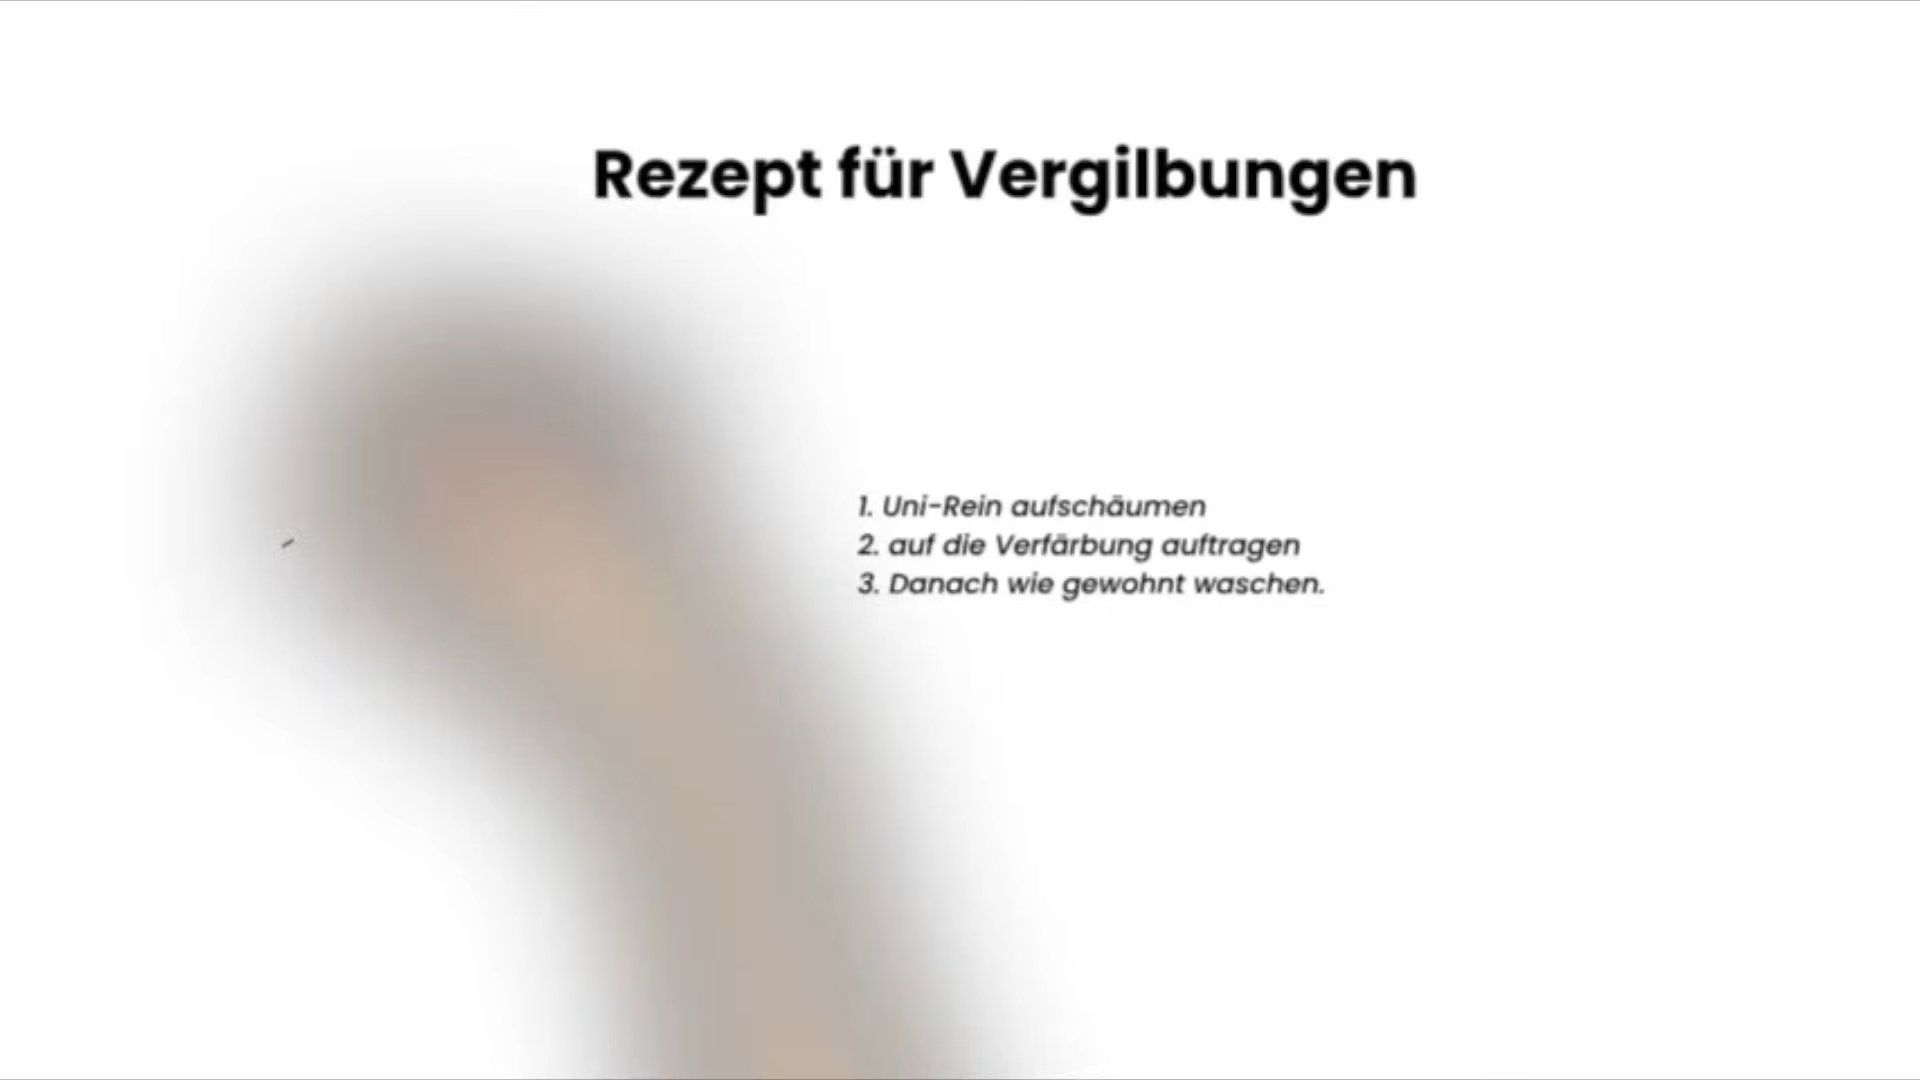 Rezept für Vergilbungen
1. Uni-Rein aufschäumen
2. auf die Verfärbung auftragen
3. Danach wie gewohnt waschen.